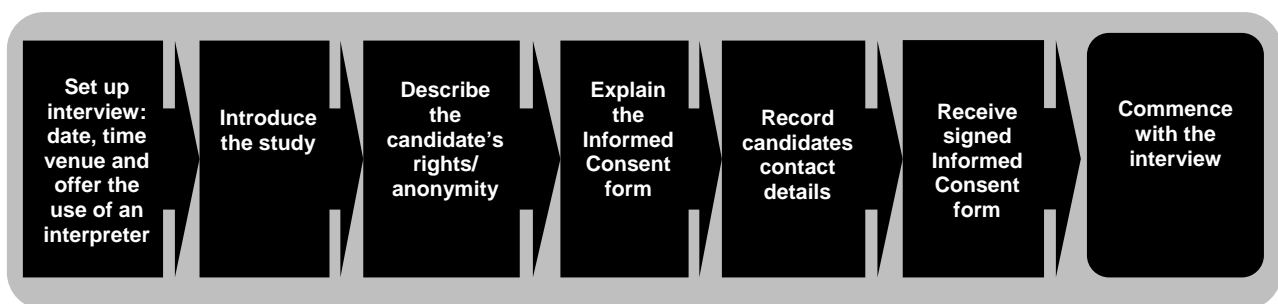 Set up
interview:
date, time
venue and
offer the
use of an
interpreter
Introduce
the study
Describe
the
candidate's
rights/
anonymity
Explain
the
Informed
Consent
form
Record
candidates
contact
details
Receive
signed
Informed
Consent
form
Commence
with the
interview